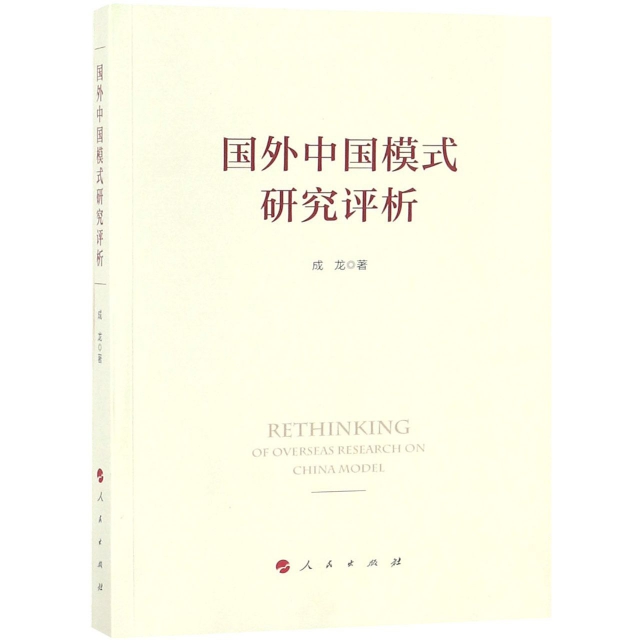 国外中国模式
研究评析
成 龙◎著
RETHINKING
OF OVERSEAS RESEARCH ON
CHINA MODEL
人民出版社
国外中国模式研究评析
成 龙◎著
人民出版社